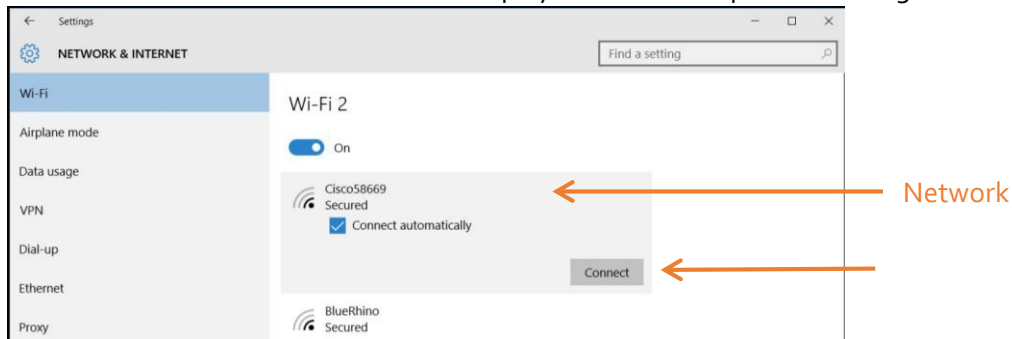 Settings
NETWORK & INTERNET
Find a setting
Wi-Fi
Airplane mode
Data usage
VPN
Dial-up
Ethernet
Proxy
Wi-Fi 2
On
Cisco58669
Secured
Connect automatically
Connect
BlueRhino
Secured
Network